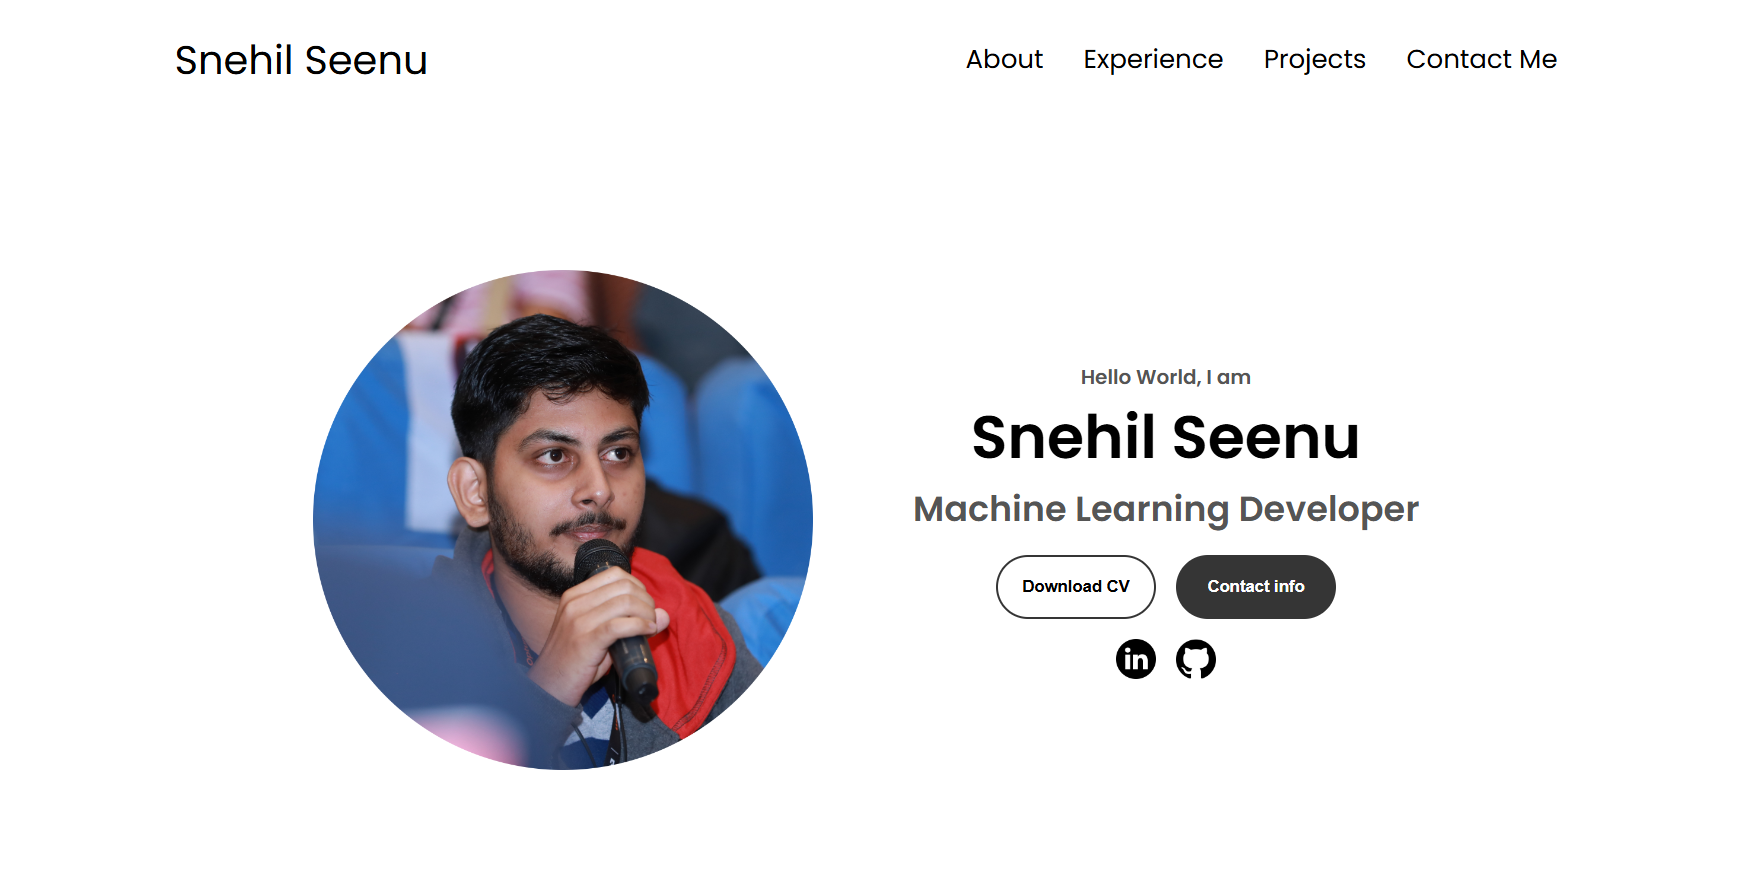 Snehil Seenu
About Experience Projects Contact Me
Hello World, I am
Snehil Seenu
Machine Learning Developer
Download CV Contact info
in